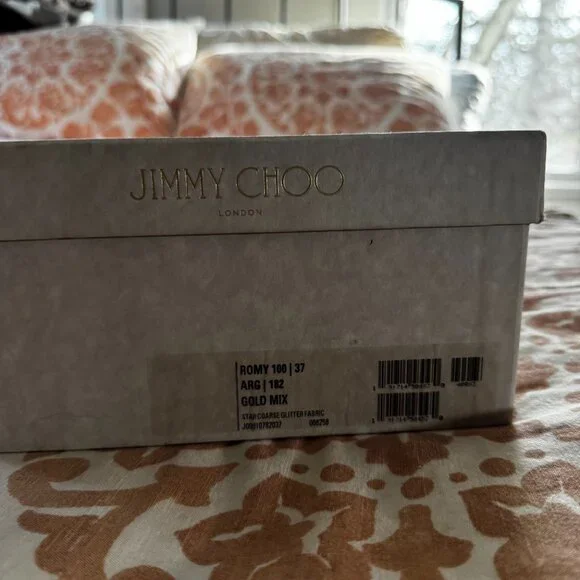 JIMMY CHOO
LONDON
ROMY 100 | 37
ARG | 182
GOLD MIX
STAR COARSE GLITTER FABRIC